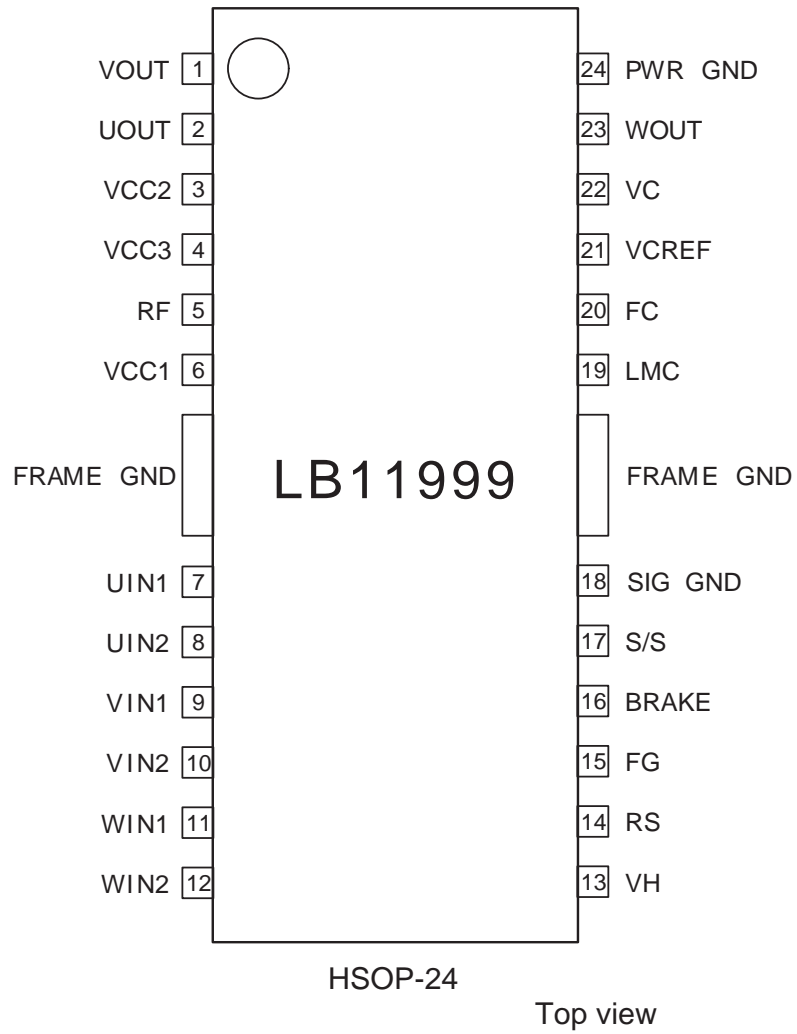 VOUT 1 24 PWR GND
UOUT 2 23 WOUT
VCC2 3 22 VC
VCC3 4 21 VCREF
RF 5 20 FC
VCC1 6 19 LMC
FRAME GND LB11999 FRAME GND
UIN1 7 18 SIG GND
UIN2 8 17 S/S
VIN1 9 16 BRAKE
VIN2 10 15 FG
WIN1 11 14 RS
WIN2 12 13 VH
HSOP-24
Top view